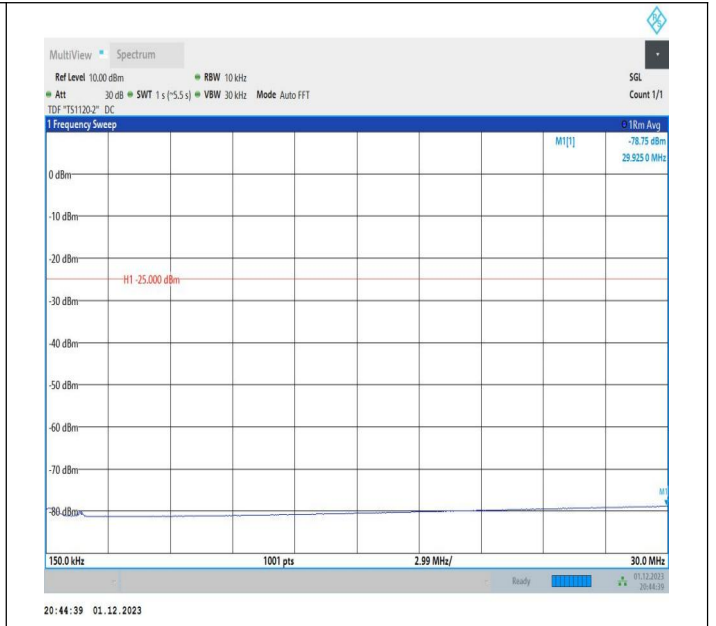 MultiView Spectrum
Ref Level 10.00 dBm RBW 10 kHz SGL
Att 30 dB SWT 1 s (~5.5 s) VBW 30 kHz Mode Auto FFT Count 1/1
TDF "TS1120-2" DC
1 Frequency Sweep 1Rm Avg
M1[1] -78.75 dBm
29.925 0 MHz
0 dBm
-10 dBm
-20 dBm
H1 -25.000 dBm
-30 dBm
-40 dBm
-50 dBm
-60 dBm
-70 dBm
M1
-80 dBm
150.0 kHz 1001 pts 2.99 MHz/ 30.0 MHz
Ready 01.12.2023
20:44:39
20:44:39 01.12.2023